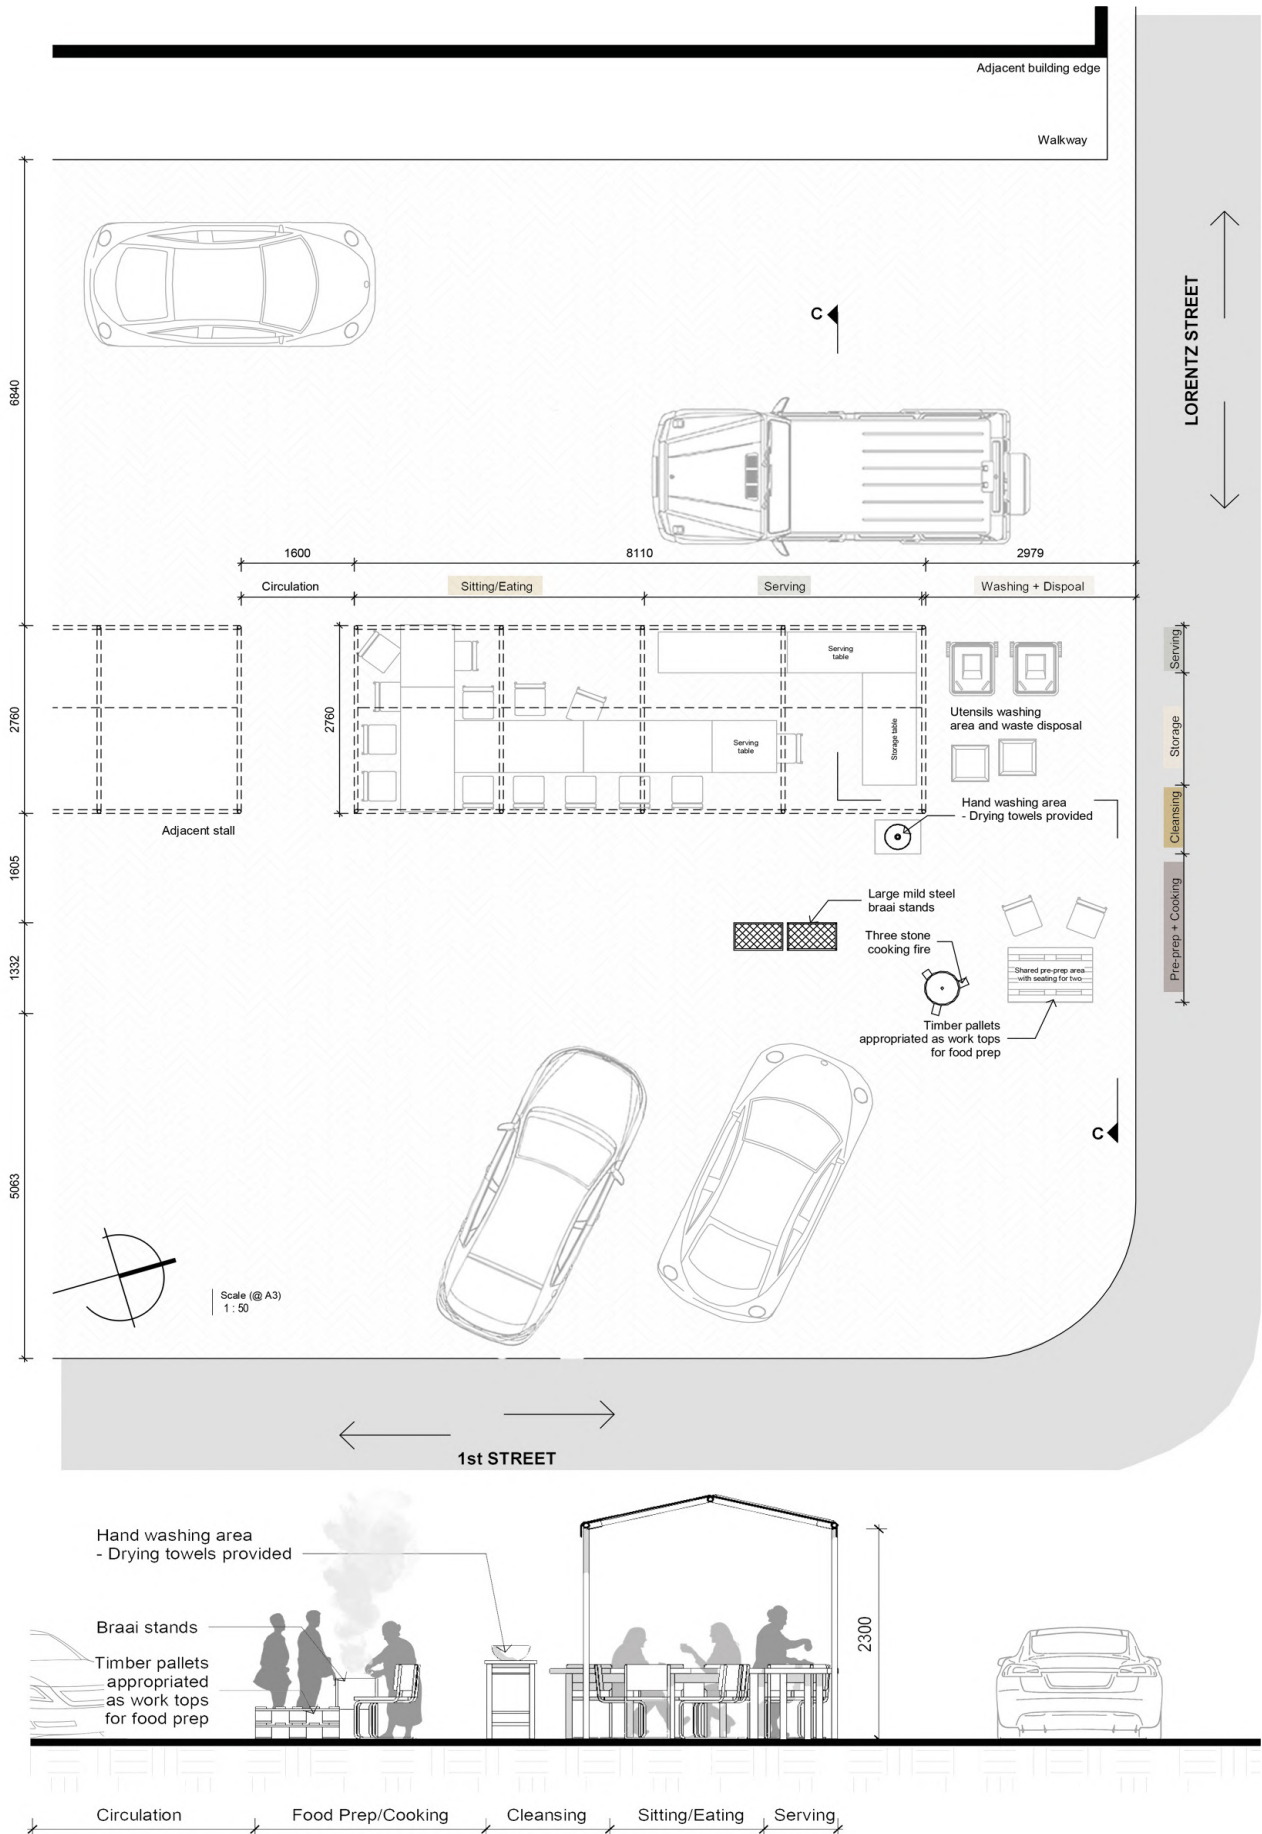 Adjacent building edge
Walkway
LORENTZ STREET
C
6840
1600
8110
2979
Circulation
Sitting/Eating
Serving
Washing + Dispoal
2760
2760
Serving
table
Serving
table
Storage table
Utensils washing
area and waste disposal
Serving
Storage
Cleansing
Pre-prep + Cooking
Hand washing area
- Drying towels provided
Adjacent stall
1605
Large mild steel
braai stands
Three stone
cooking fire
1332
Shared pre-prep area
with seating for two
Timber pallets
appropriated as work tops
for food prep
C
5063
Scale (@ A3)
1 : 50
1st STREET
Hand washing area
- Drying towels provided
Braai stands
Timber pallets
appropriated
as work tops
for food prep
2300
Circulation
Food Prep/Cooking
Cleansing
Sitting/Eating
Serving